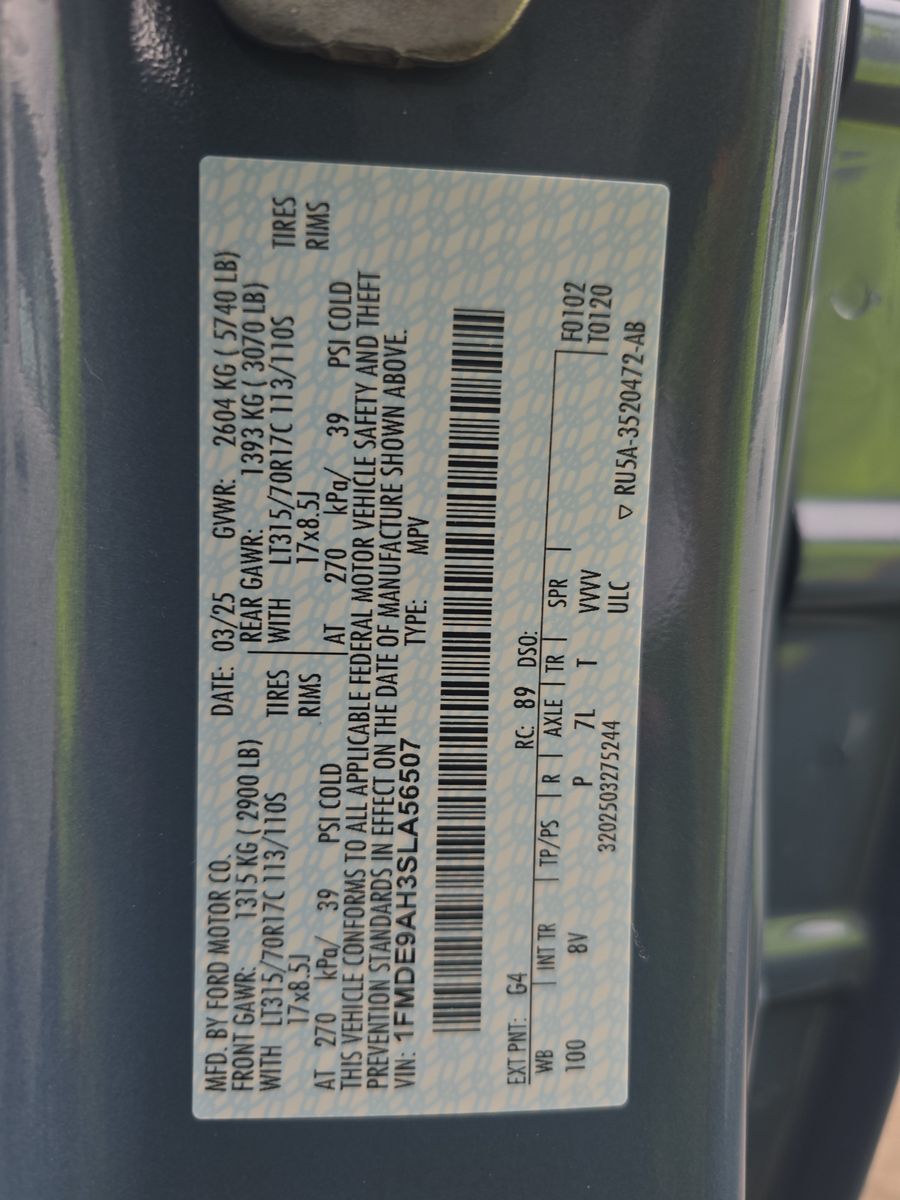 MFD. BY FORD MOTOR CO. DATE: 03/25 GVWR: 2604 KG ( 5740 LB)
FRONT GAWR: 1315 KG ( 2900 LB) REAR GAWR: 1393 KG ( 3070 LB)
WITH LT315/70R17C 113/110S TIRES WITH LT315/70R17C 113/110S TIRES
17x8.5J RIMS 17x8.5J RIMS
AT 270 kPa/ 39 PSI COLD AT 270 kPa/ 39 PSI COLD
THIS VEHICLE CONFORMS TO ALL APPLICABLE FEDERAL MOTOR VEHICLE SAFETY AND THEFT
PREVENTION STANDARDS IN EFFECT ON THE DATE OF MANUFACTURE SHOWN ABOVE.
VIN: 1FMDE9AH3SLA56507 TYPE: MPV
EXT PNT: G4 RC: 89 DSO: F0102
WB | INT TR | TP/PS | R | AXLE | TR | SPR | T0120
100 8V P 7L T VVVV
3202503275244 ULC ▽ RU5A-3520472-AB